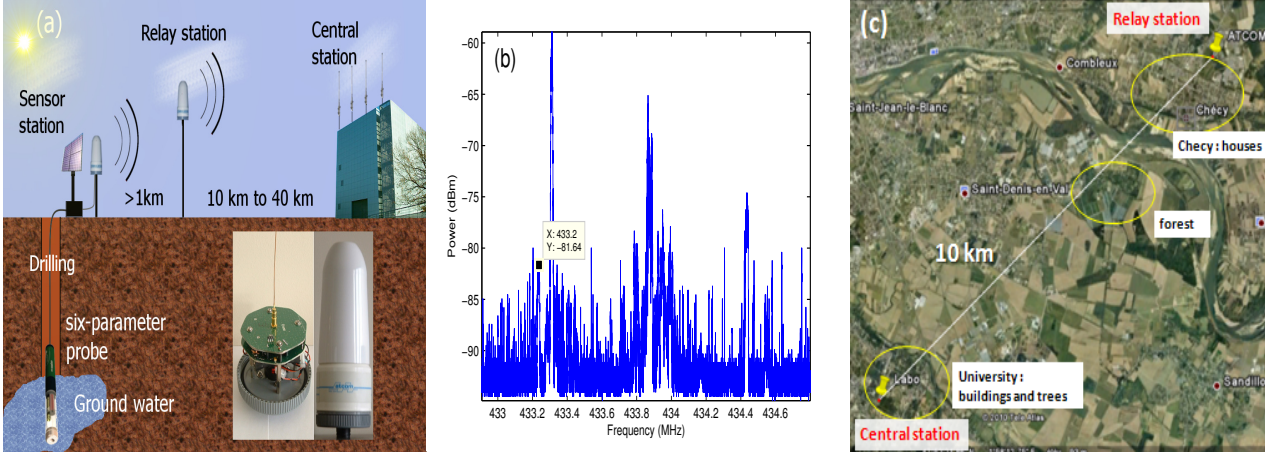 (a)
Relay station
Central
station
Sensor
station
>1km
10 km to 40 km
Drilling
six-parameter
probe
Ground water
(b)
−60
−65
−70
−75
−80
−85
−90
Power (dBm)
X: 433.2
Y: −81.64
433
433.2
433.4
433.6
433.8
434
434.2
434.4
434.6
Frequency (MHz)
(c)
Relay station
ATCOM
Combleux
Saint-Jean-le-Blanc
Chécy
Checy : houses
Saint-Denis-en-Val
forest
10 km
Labo
University :
buildings and trees
Sandillo
Central station